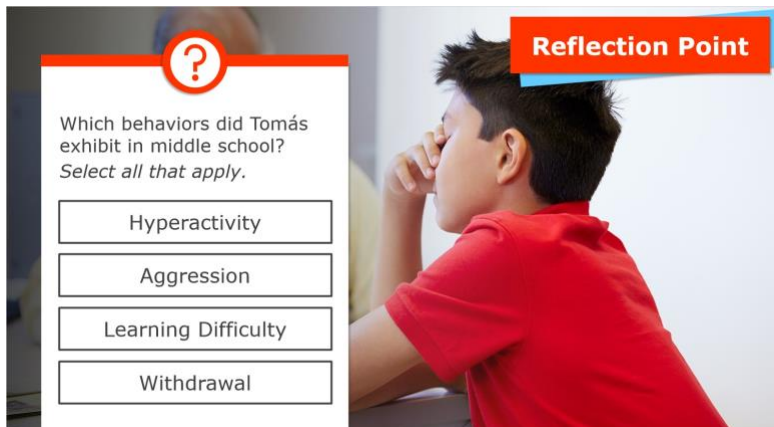 Reflection Point
?
Which behaviors did Tomás
exhibit in middle school?
Select all that apply.
Hyperactivity
Aggression
Learning Difficulty
Withdrawal